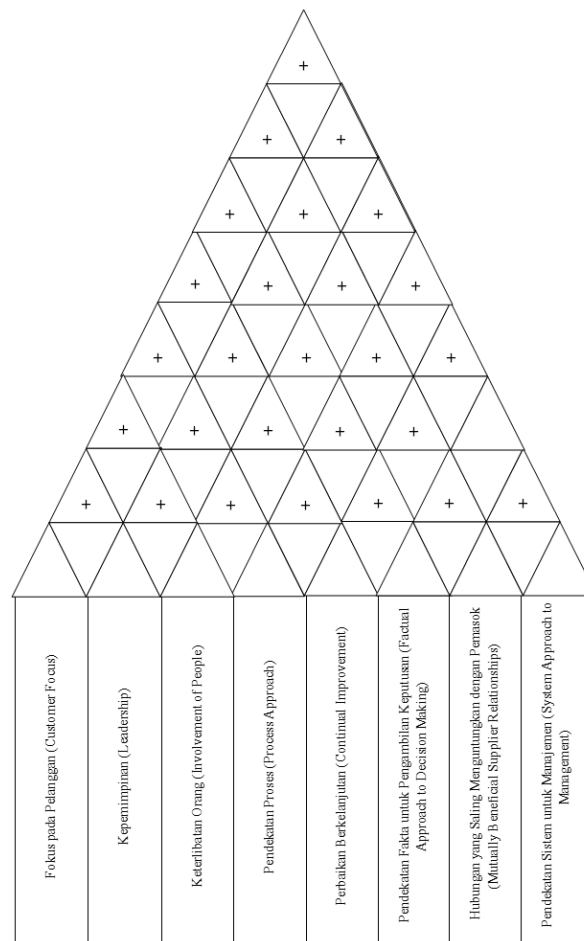 +
+ +
+ + +
+ + + +
+ + + + +
+ + + + +
+ + + + + + +
Fokus pada Pelanggan (Customer Focus)
Kepemimpinan (Leadership)
Keterlibatan Orang (Involvement of People)
Pendekatan Proses (Process Approach)
Perbaikan Berkelanjutan (Continual Improvement)
Pendekatan Fakta untuk Pengambilan Keputusan (Factual
Approach to Decision Making)
Hubungan yang Saling Menguntungkan dengan Pemasok
(Mutually Beneficial Supplier Relationships)
Pendekatan Sistem untuk Manajemen (System Approach to
Management)